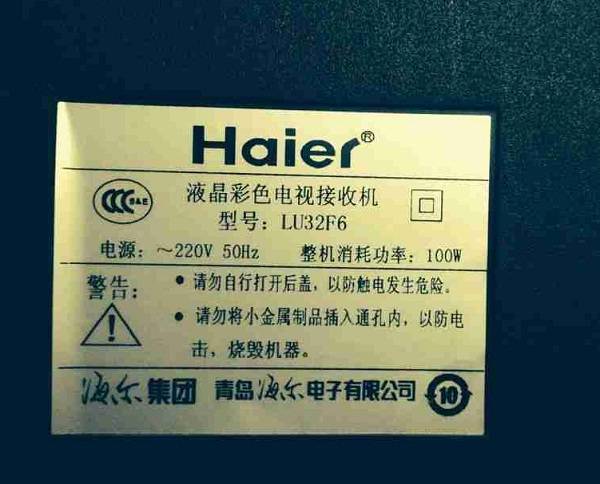 Haier®
CCC S&E
液晶彩色电视接收机
型号: LU32F6
电源: ～220V 50Hz 整机消耗功率: 100W
警告:
• 请勿自行打开后盖, 以防触电发生危险。
• 请勿将小金属制品插入通孔内, 以防电
击, 烧毁机器。
海尔集团 青岛海尔电子有限公司 10